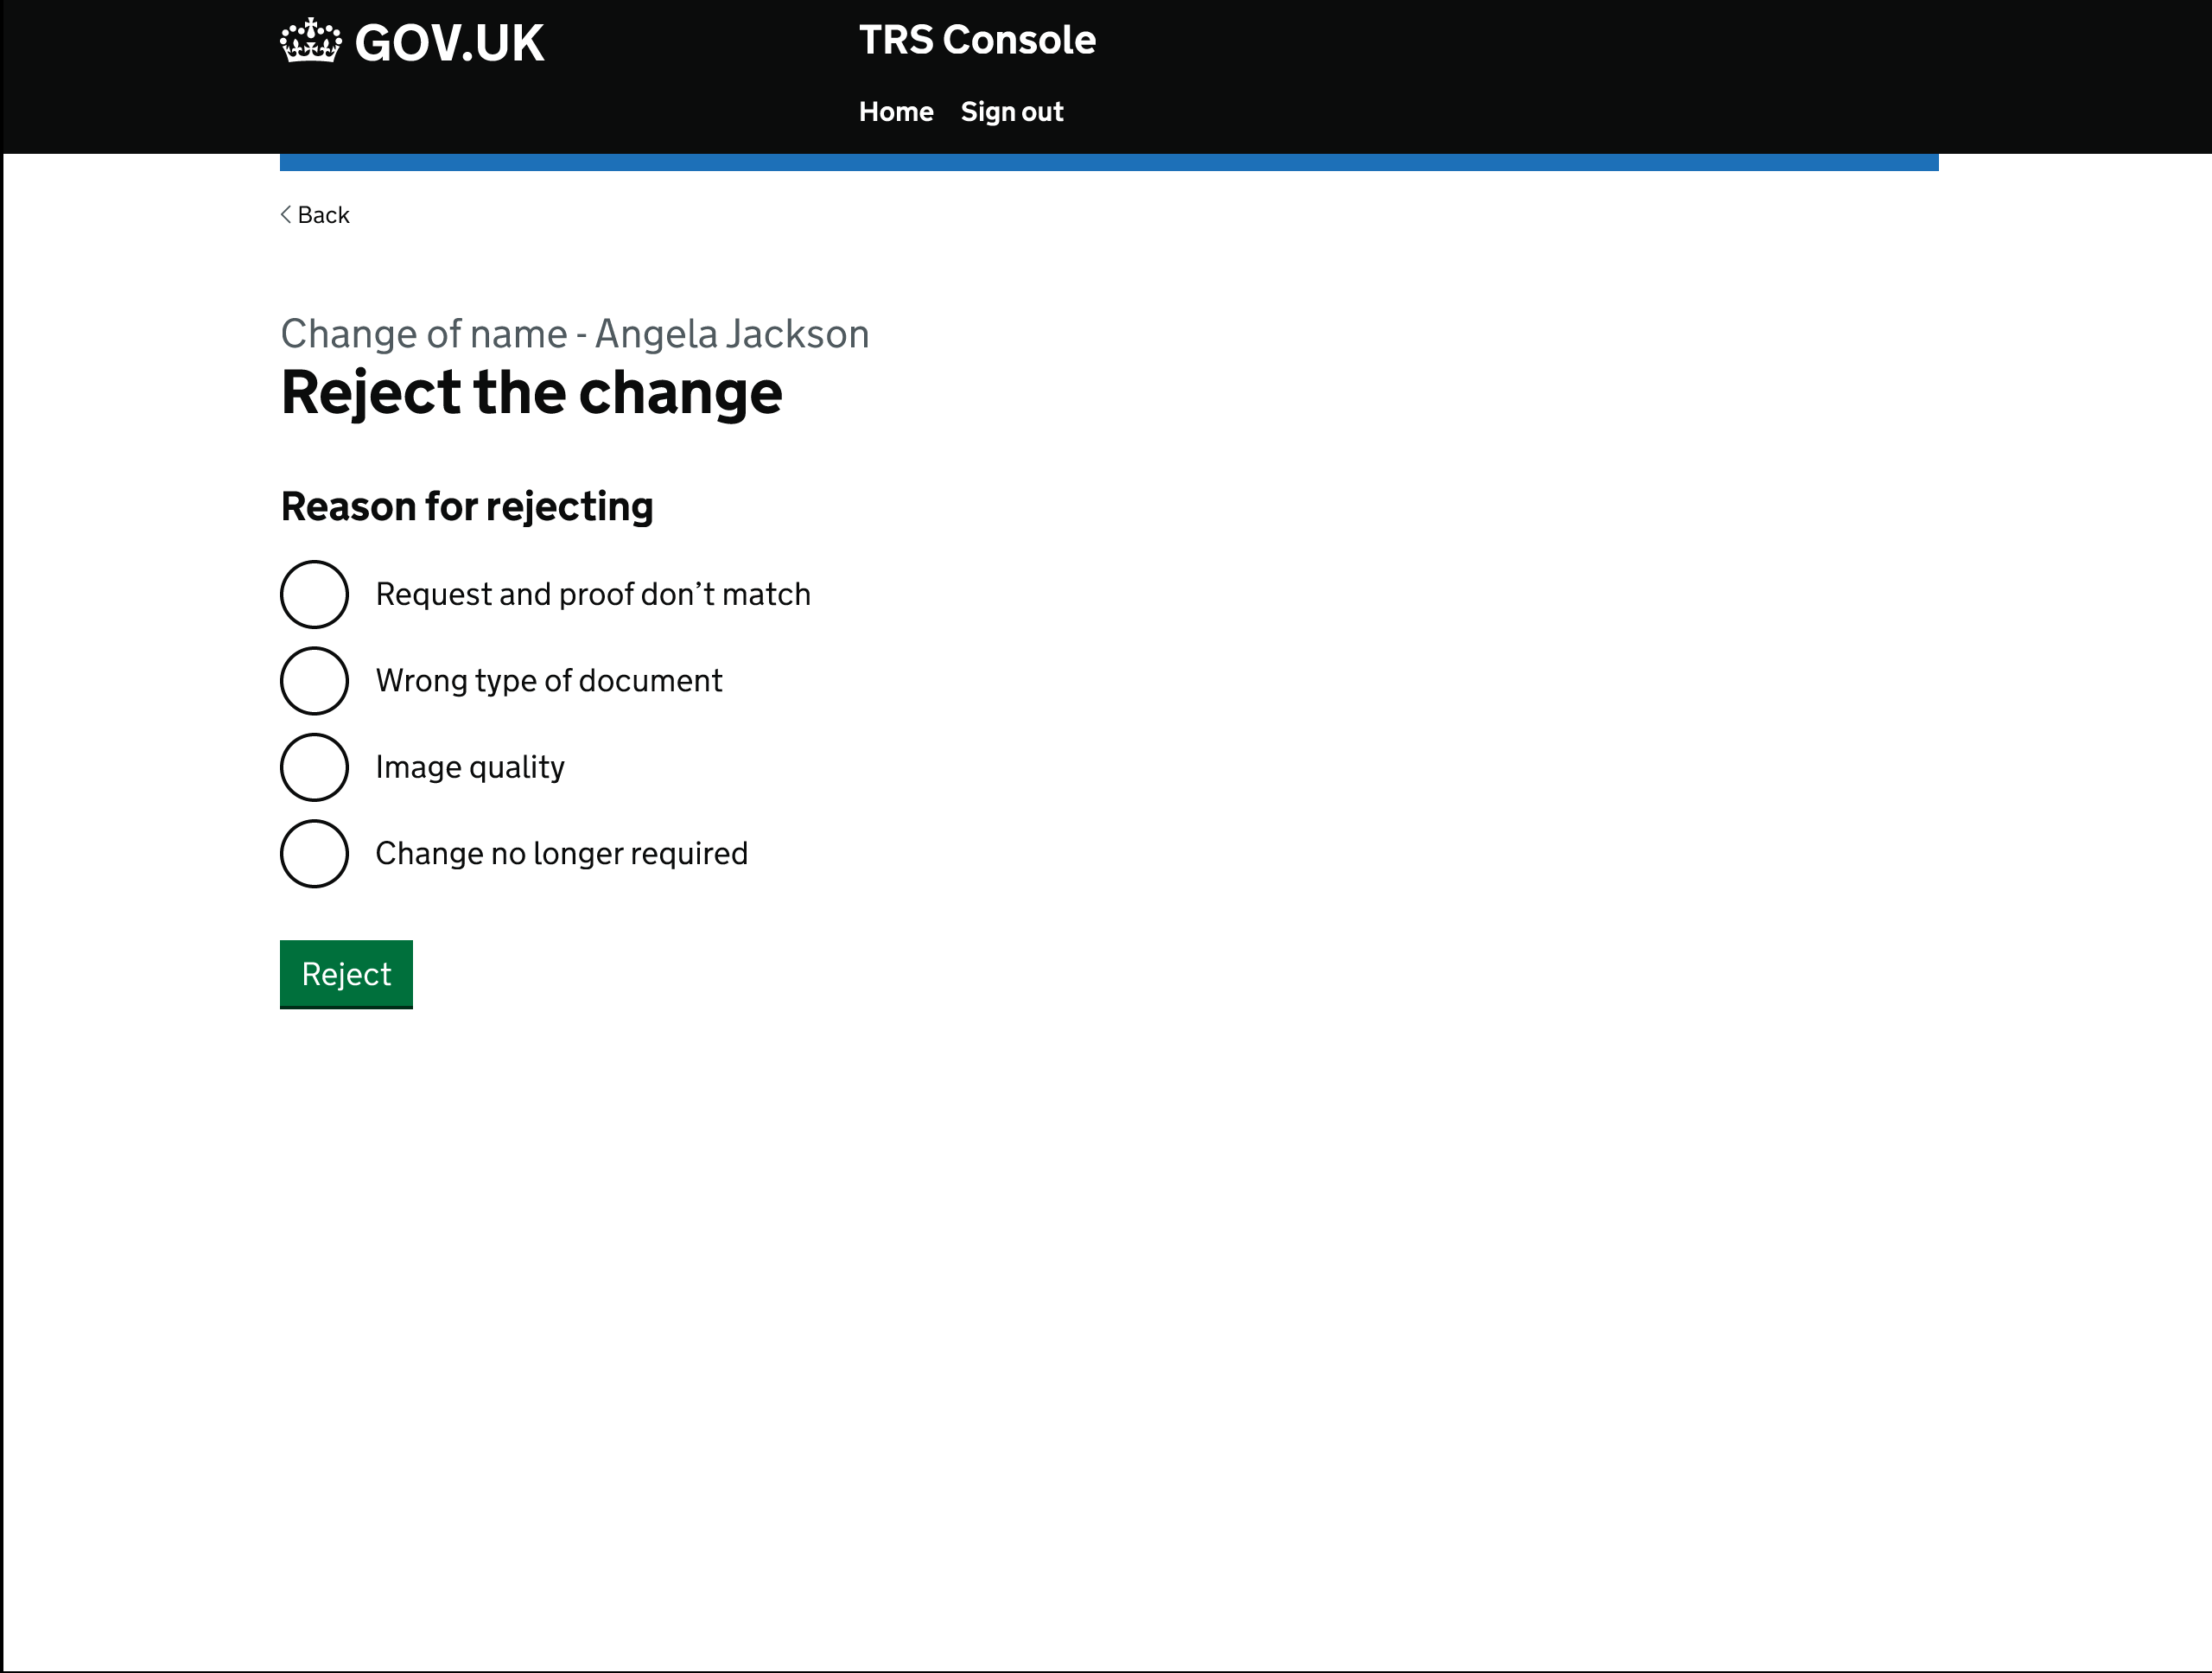 GOV.UK
TRS Console
Home Sign out
Back
Change of name - Angela Jackson
Reject the change
Reason for rejecting
Request and proof don’t match
Wrong type of document
Image quality
Change no longer required
Reject